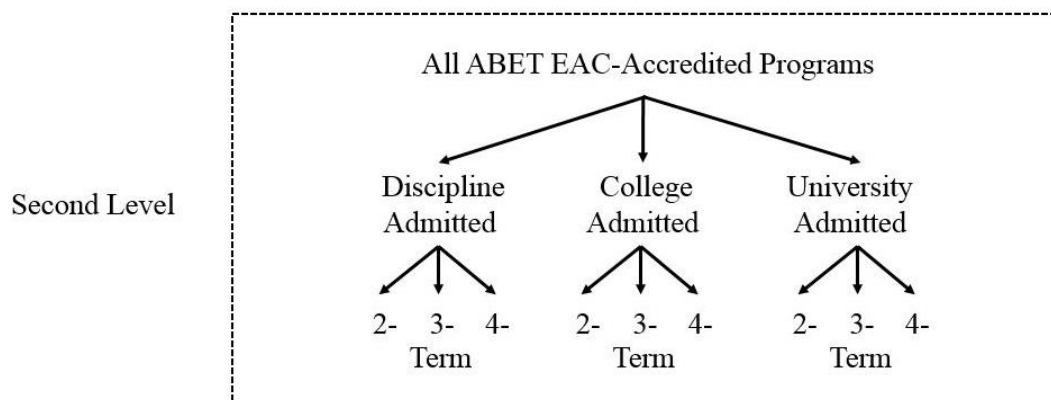 All ABET EAC-Accredited Programs
Second Level
Discipline
Admitted
College
Admitted
University
Admitted
2- 3- 4-
Term
2- 3- 4-
Term
2- 3- 4-
Term